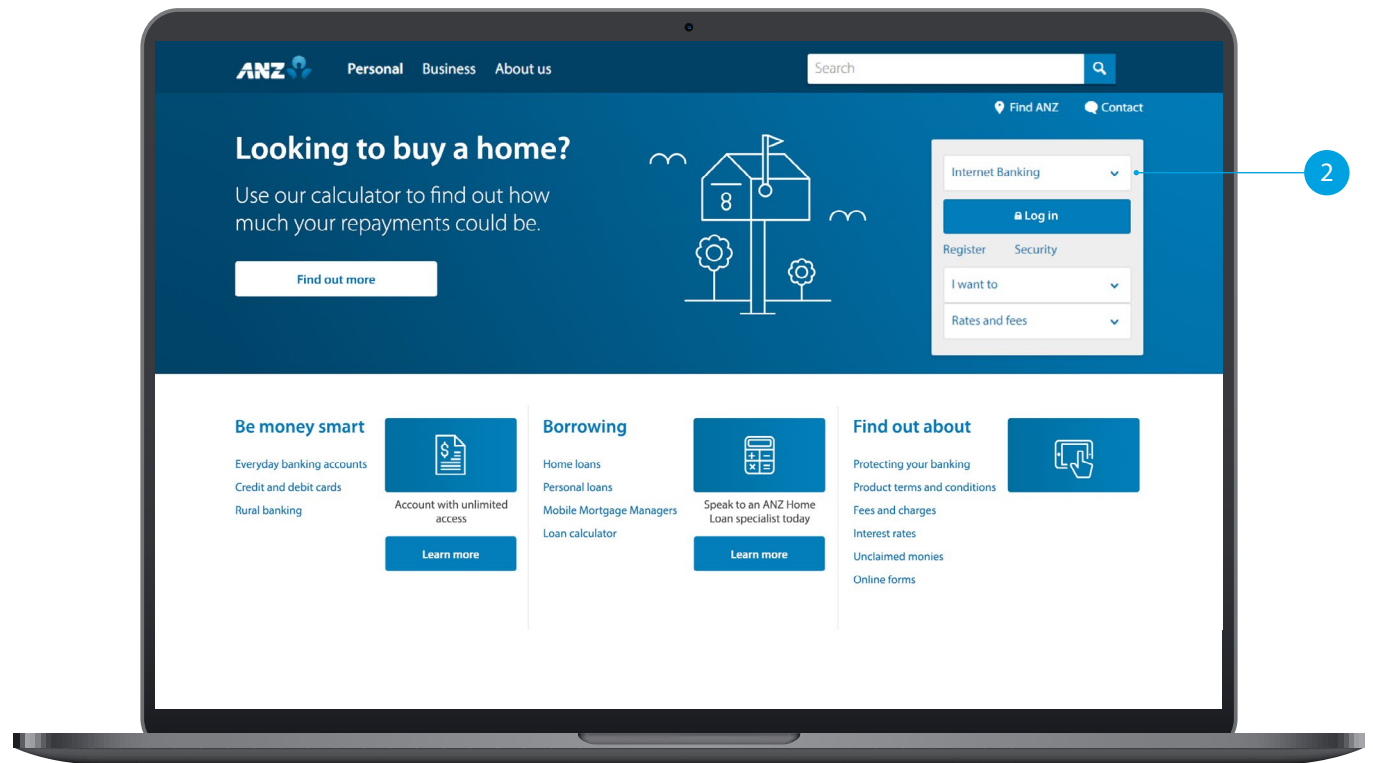 ANZ
Personal Business About us
Search
Find ANZ Contact
Looking to buy a home?
Use our calculator to find out how
much your repayments could be.
Find out more
8
Internet Banking
Log in
Register Security
I want to
Rates and fees
2
Be money smart
Everyday banking accounts
Credit and debit cards
Rural banking
$
Account with unlimited
access
Learn more
Borrowing
Home loans
Personal loans
Mobile Mortgage Managers
Loan calculator
Speak to an ANZ Home
Loan specialist today
Learn more
Find out about
Protecting your banking
Product terms and conditions
Fees and charges
Interest rates
Unclaimed monies
Online forms